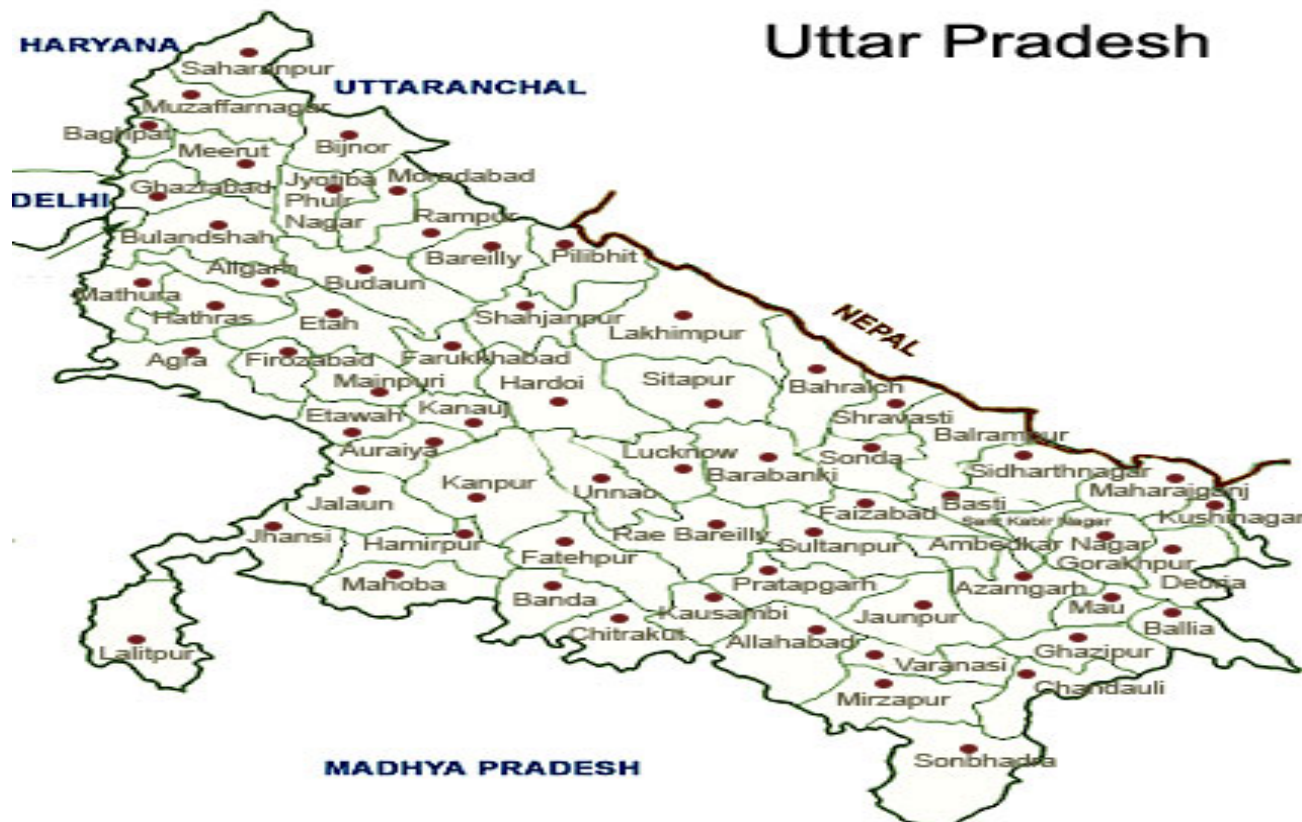 Uttar Pradesh
HARYANA
Saharanpur
UTTARANCHAL
Muzaffarnagar
Baghpat
Bijnor
Meerut
Jyotiba
Phulr
Nagar
Moradabad
Ghaziabad
DELHI
Rampur
Bulandshah
Bareilly
Pilibhit
Aligarh
Budaun
Mathura
Hathras
Etah
Shahjanpur
Lakhimpur
NEPAL
Agra
Firozabad
Farukkhabad
Mainpuri
Hardoi
Sitapur
Bahraich
Etawah
Kanauj
Shravasti
Balrampur
Auraiya
Lucknow
Barabanki
Sonda
Sidharthnagar
Kanpur
Unnao
Maharajganj
Jalaun
Faizabad
Basti
Kushinagar
Sant Kabir Nagar
Jhansi
Hamirpur
Rae Bareilly
Sultanpur
Ambedkar Nagar
Fatehpur
Gorakhpur
Mahoba
Pratapgarh
Deoria
Banda
Azamgarh
Kausambi
Jaunpur
Mau
Chitrakut
Allahabad
Ballia
Lalitpur
Ghazipur
Varanasi
Chandauli
Mirzapur
Sonbhadra
MADHYA PRADESH